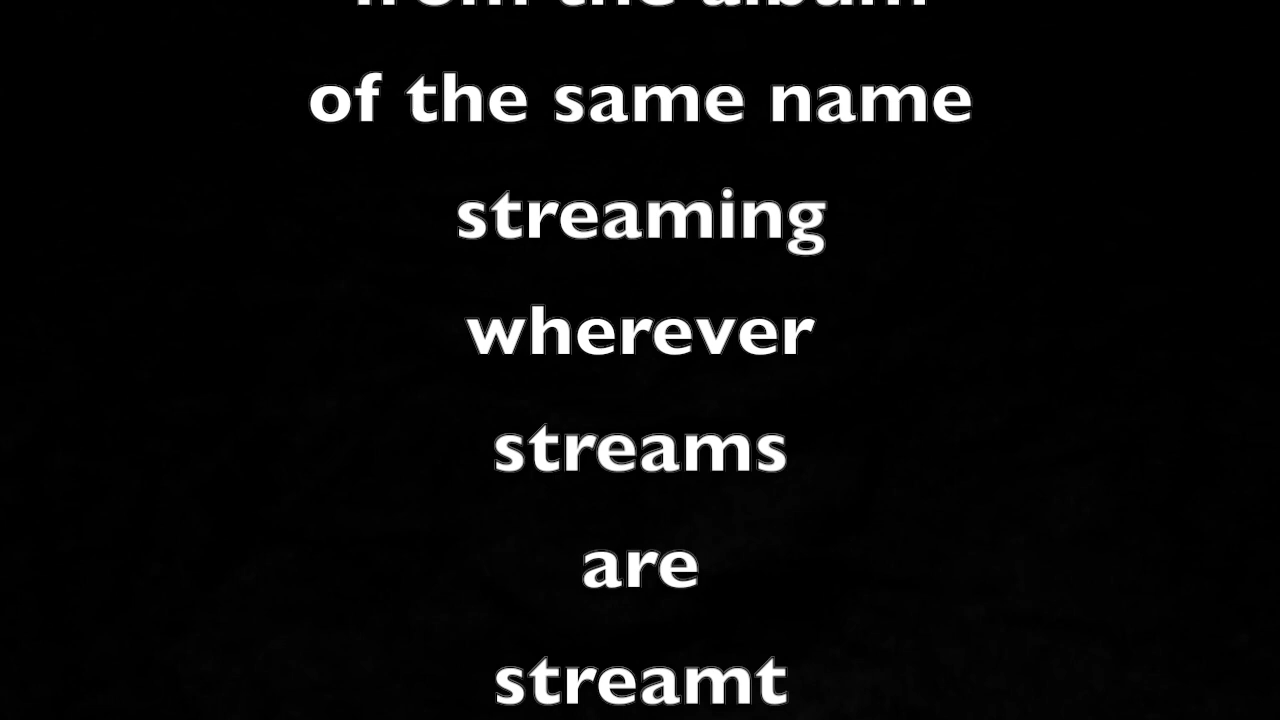 from the album
of the same name
streaming
wherever
streams
are
streamt